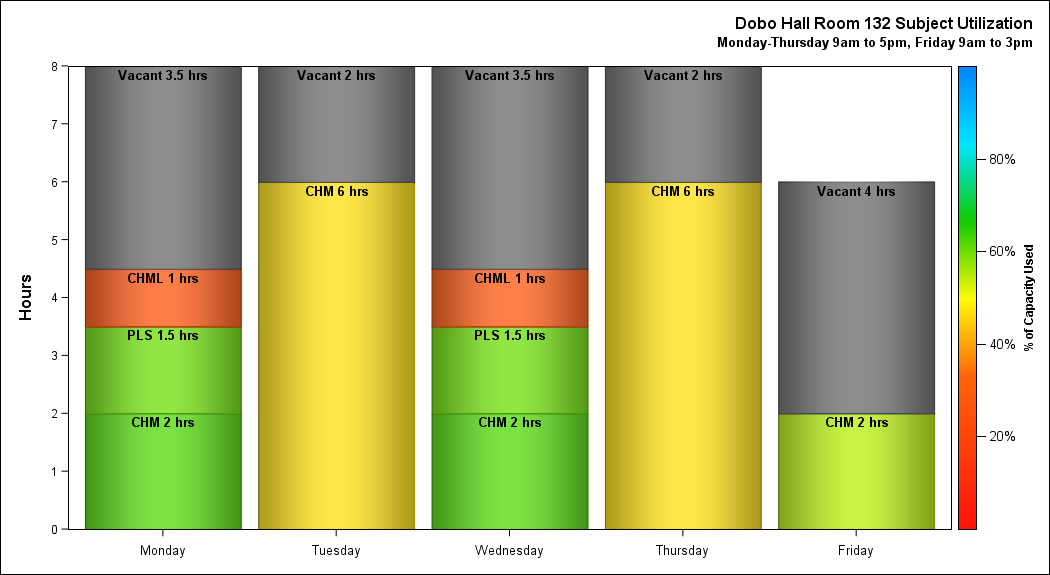 Dobo Hall Room 132 Subject Utilization
Monday-Thursday 9am to 5pm, Friday 9am to 3pm
Hours
8
7
6
5
4
3
2
1
0
Vacant 3.5 hrs
CHML 1 hrs
PLS 1.5 hrs
CHM 2 hrs
Vacant 2 hrs
CHM 6 hrs
Vacant 3.5 hrs
CHML 1 hrs
PLS 1.5 hrs
CHM 2 hrs
Vacant 2 hrs
CHM 6 hrs
Vacant 4 hrs
CHM 2 hrs
Monday
Tuesday
Wednesday
Thursday
Friday
80%
60%
40%
20%
% of Capacity Used